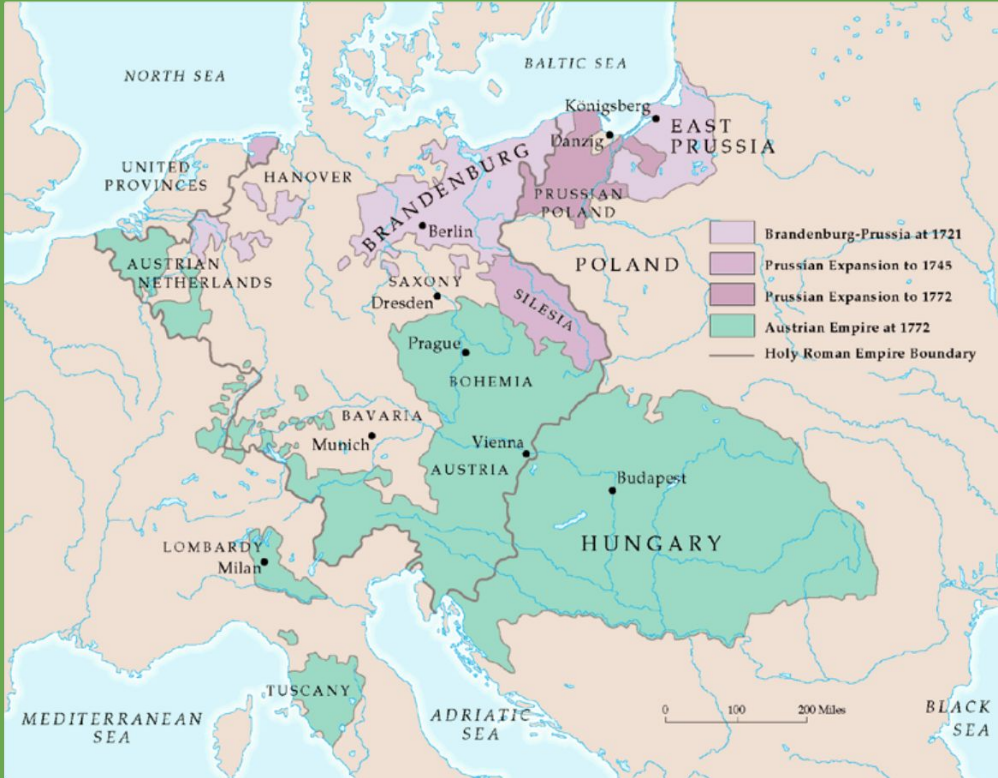 NORTH SEA
BALTIC SEA
Königsberg
EAST
PRUSSIA
Danzig
UNITED
PROVINCES
HANOVER
BRANDENBURG
PRUSSIAN
POLAND
Berlin
AUSTRIAN
NETHERLANDS
SAXONY
Dresden
POLAND
SILESIA
Brandenburg-Prussia at 1721
Prussian Expansion to 1745
Prussian Expansion to 1772
Austrian Empire at 1772
Holy Roman Empire Boundary
Prague
BOHEMIA
BAVARIA
Munich
Vienna
AUSTRIA
Budapest
HUNGARY
LOMBARDY
Milan
TUSCANY
MEDITERRANEAN
SEA
ADRIATIC
SEA
0 100 200 Miles
BLACK
SEA